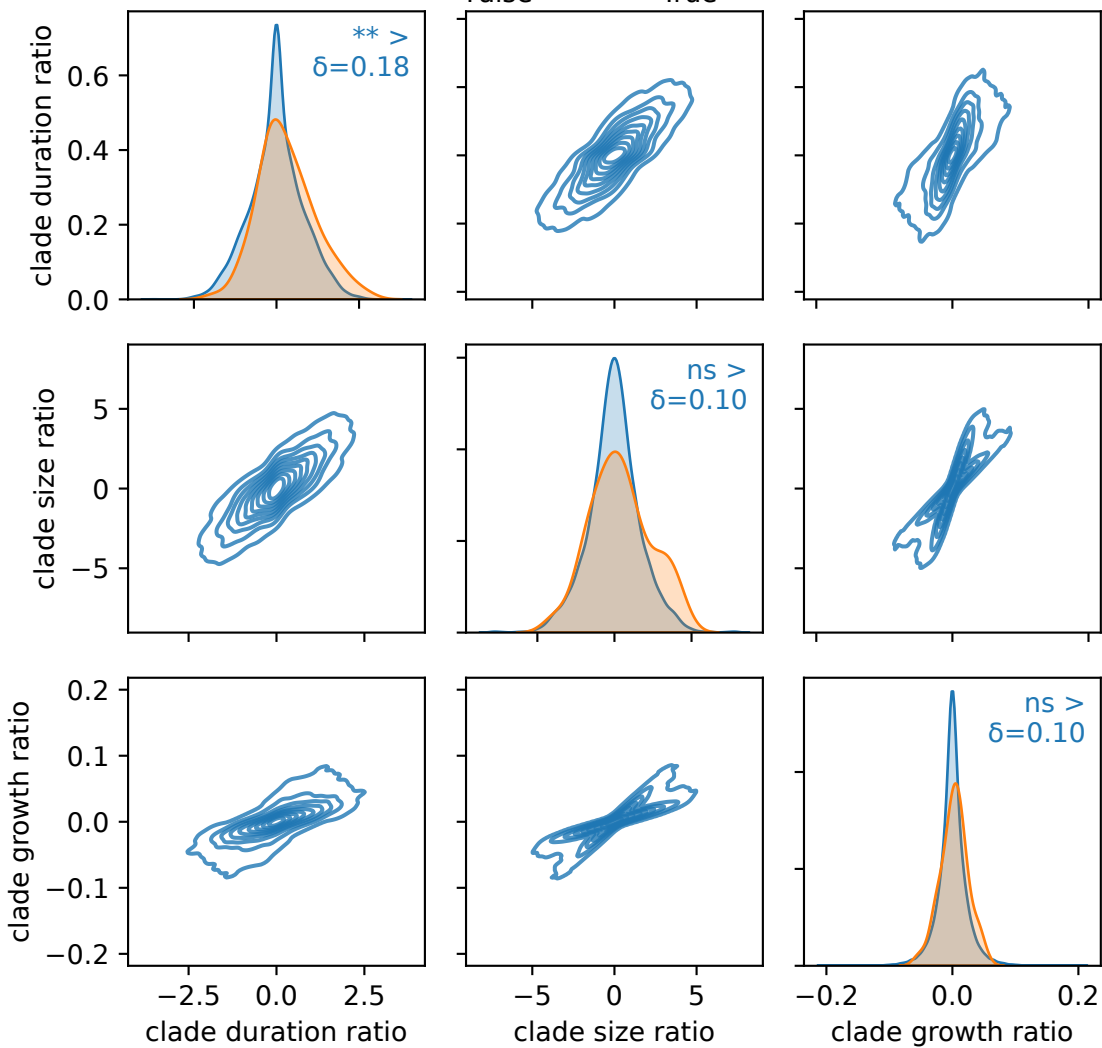 clade duration ratio
0.6
0.4
0.2
0.0
** >
δ=0.18
clade size ratio
5
0
−5
ns >
δ=0.10
clade growth ratio
0.2
0.1
0.0
−0.1
−0.2
ns >
δ=0.10
−2.5 0.0 2.5
−5 0 5
−0.2 0.0 0.2
clade duration ratio
clade size ratio
clade growth ratio